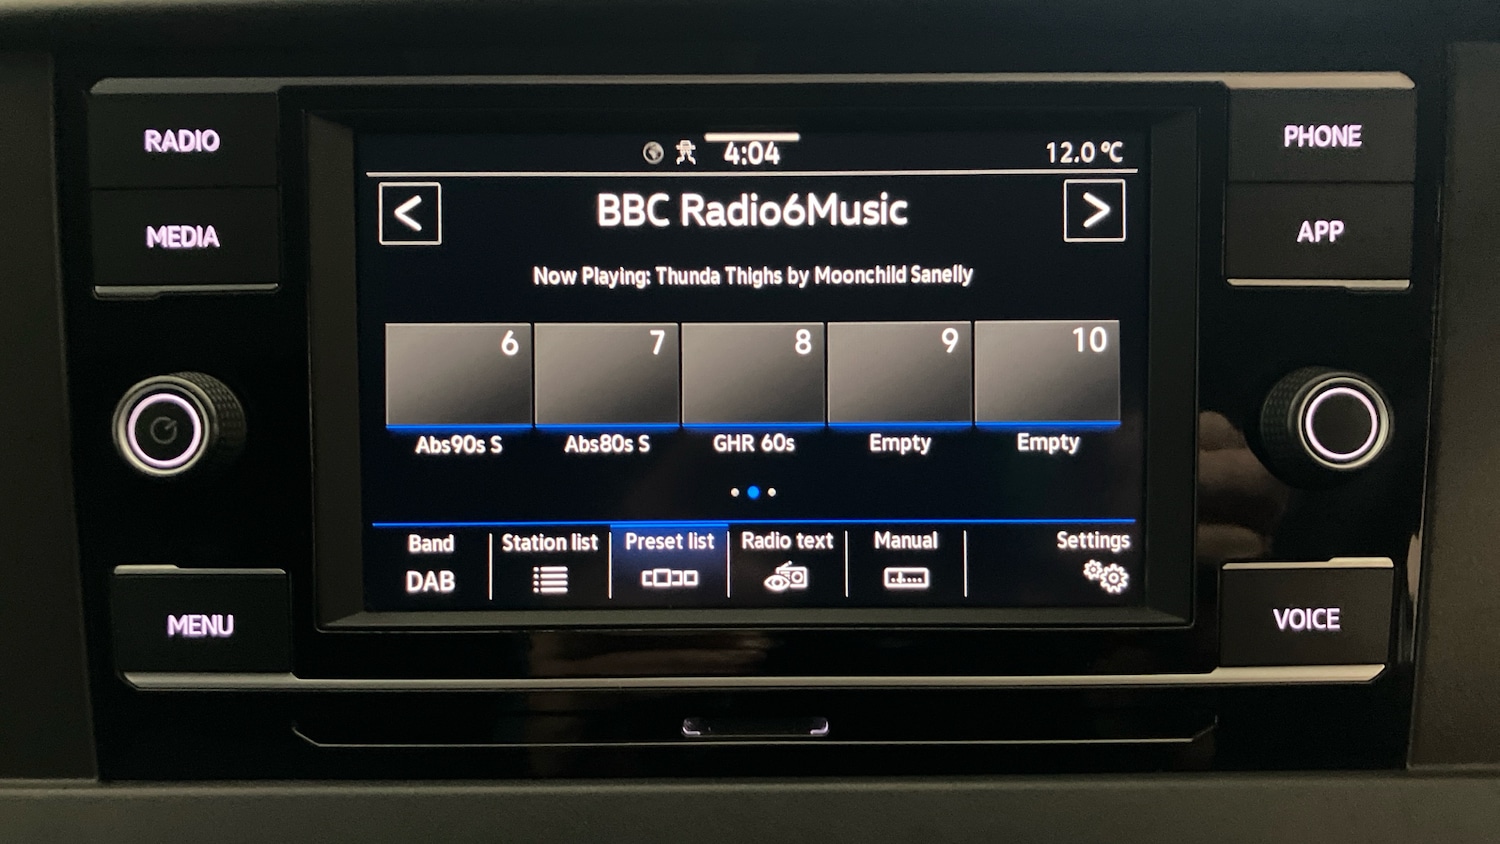 RADIO
MEDIA
MENU
4:04
12.0 °C
<
BBC Radio6Music
>
Now Playing: Thunda Thighs by Moonchild Sanelly
6
7
8
9
10
Abs90s S
Abs80s S
GHR 60s
Empty
Empty
Band
DAB
Station list
Preset list
Radio text
Manual
Settings
PHONE
APP
VOICE